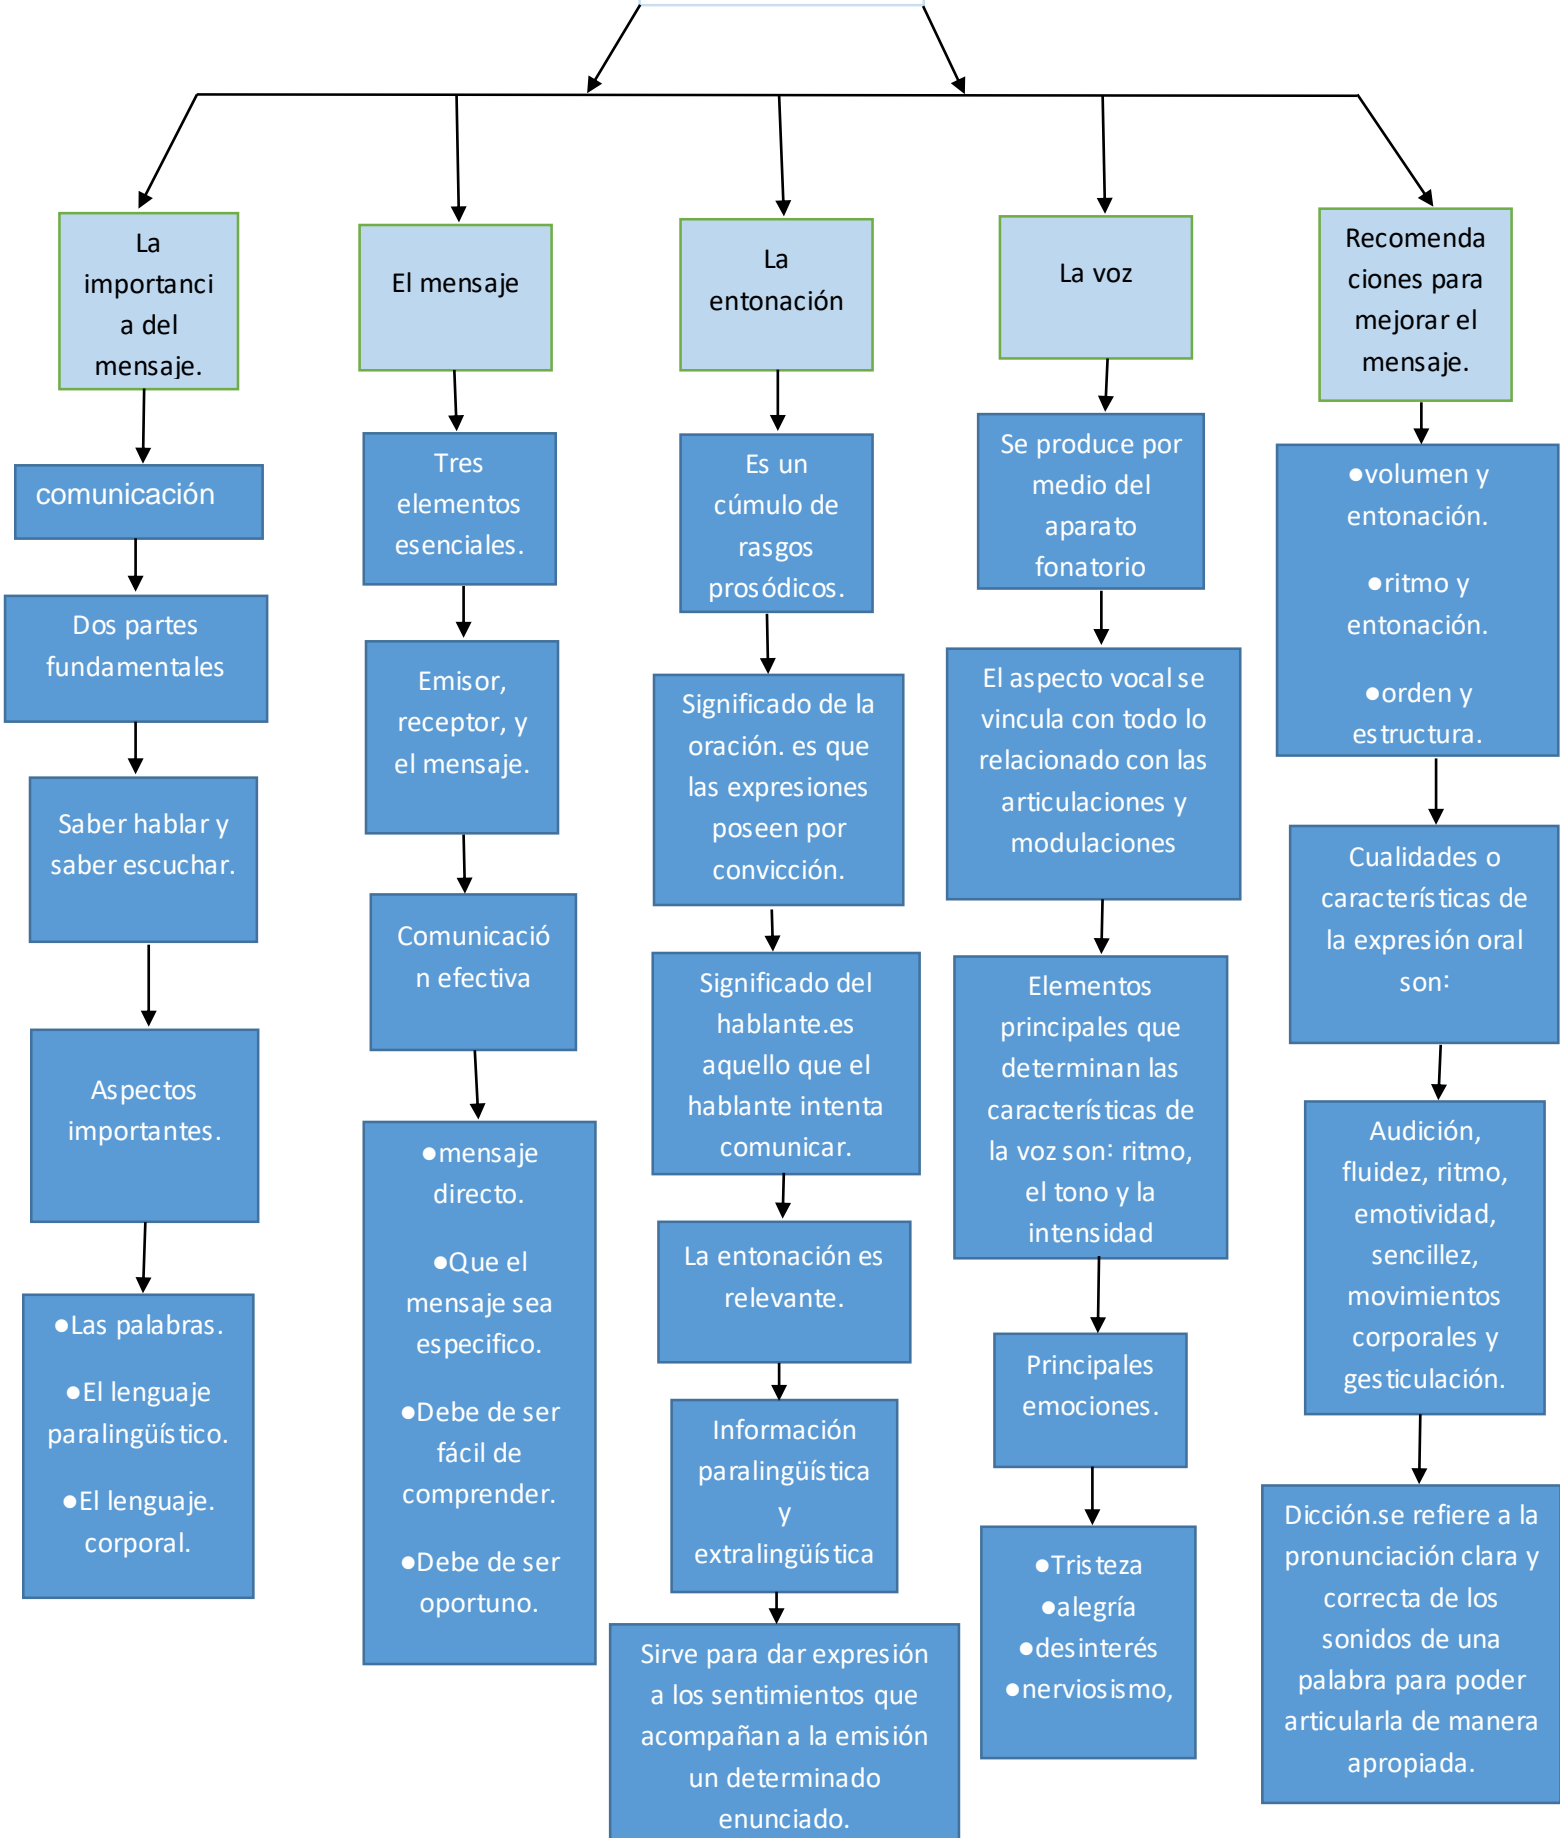 La
importanci
a del
mensaje.
comunicación
Dos partes
fundamentales
Saber hablar y
saber escuchar.
Aspectos
importantes.
●Las palabras.
●El lenguaje
paralingüístico.
●El lenguaje.
corporal.
El mensaje
Tres
elementos
esenciales.
Emisor,
receptor, y
el mensaje.
Comunicació
n efectiva
●mensaje
directo.
●Que el
mensaje sea
especifico.
●Debe de ser
fácil de
comprender.
●Debe de ser
oportuno.
La
entonación
Es un
cúmulo de
rasgos
prosódicos.
Significado de la
oración. es que
las expresiones
poseen por
convicción.
Significado del
hablante.es
aquello que el
hablante intenta
comunicar.
La entonación es
relevante.
Información
paralingüística
y
extralingüística
Sirve para dar expresión
a los sentimientos que
acompañan a la emisión
un determinado
enunciado.
La voz
Se produce por
medio del
aparato
fonatorio
El aspecto vocal se
vincula con todo lo
relacionado con las
articulaciones y
modulaciones
Elementos
principales que
determinan las
características de
la voz son: ritmo,
el tono y la
intensidad
Principales
emociones.
●Tristeza
●alegría
●desinterés
●nerviosismo,
Recomenda
ciones para
mejorar el
mensaje.
●volumen y
entonación.
●ritmo y
entonación.
●orden y
estructura.
Cualidades o
características de
la expresión oral
son:
Audición,
fluidez, ritmo,
emotividad,
sencillez,
movimientos
corporales y
gesticulación.
Dicción.se refiere a la
pronunciación clara y
correcta de los
sonidos de una
palabra para poder
articularla de manera
apropiada.